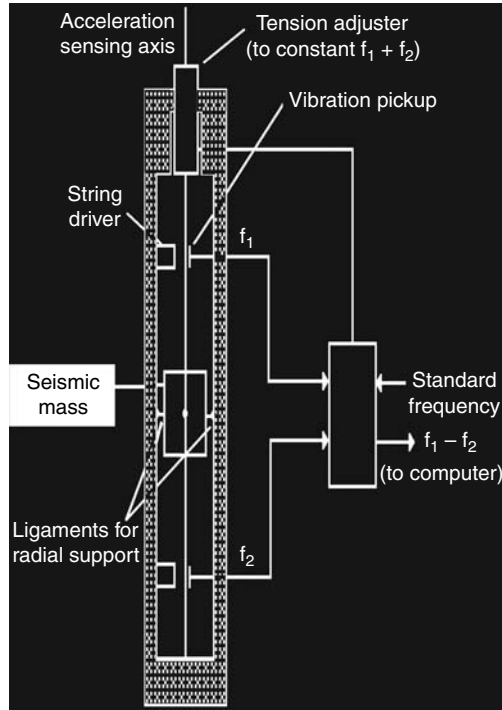 Acceleration
sensing axis
Tension adjuster
(to constant f₁ + f₂)
Vibration pickup
String
driver
f₁
Seismic
mass
Standard
frequency
f₁ – f₂
(to computer)
Ligaments for
radial support
f₂